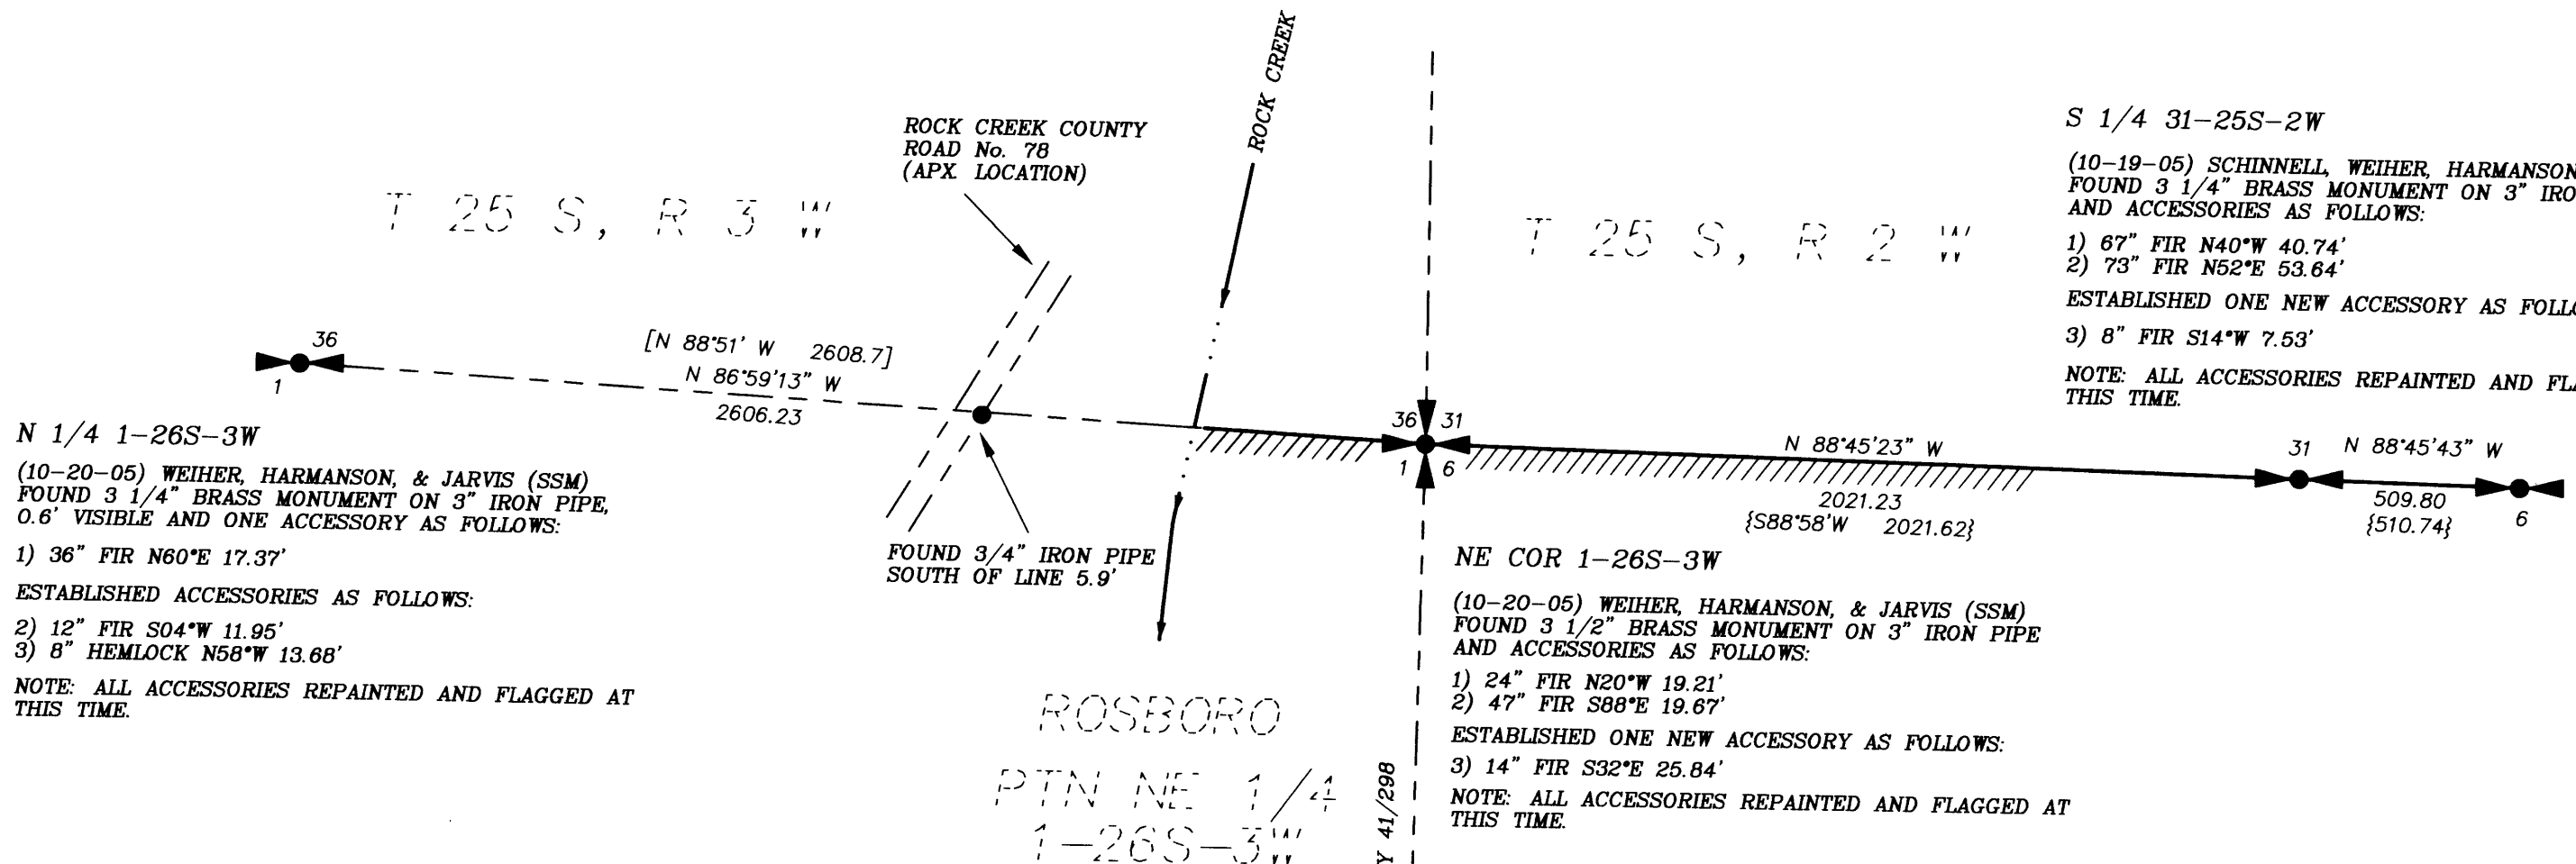 ROCK CREEK
ROCK CREEK COUNTY
ROAD No. 78
(APX. LOCATION)
T 25 S, R 3 W
T 25 S, R 2 W
S 1/4 31-25S-2W
(10-19-05) SCHINNELL, WEIHER, HARMANSON
FOUND 3 1/4" BRASS MONUMENT ON 3" IRO
AND ACCESSORIES AS FOLLOWS:
1) 67" FIR N40°W 40.74'
2) 73" FIR N52°E 53.64'
ESTABLISHED ONE NEW ACCESSORY AS FOLLO
3) 8" FIR S14°W 7.53'
NOTE: ALL ACCESSORIES REPAINTED AND FLA
THIS TIME.
36
1
[N 88°51' W 2608.7]
N 86°59'13" W
2606.23
36 31
1 6
N 88°45'23" W
2021.23
{S88°58'W 2021.62}
31
N 88°45'43" W
509.80
{510.74}
6
N 1/4 1-26S-3W
(10-20-05) WEIHER, HARMANSON, & JARVIS (SSM)
FOUND 3 1/4" BRASS MONUMENT ON 3" IRON PIPE,
0.6' VISIBLE AND ONE ACCESSORY AS FOLLOWS:
1) 36" FIR N60°E 17.37'
ESTABLISHED ACCESSORIES AS FOLLOWS:
2) 12" FIR S04°W 11.95'
3) 8" HEMLOCK N58°W 13.68'
NOTE: ALL ACCESSORIES REPAINTED AND FLAGGED AT
THIS TIME.
FOUND 3/4" IRON PIPE
SOUTH OF LINE 5.9'
NE COR 1-26S-3W
(10-20-05) WEIHER, HARMANSON, & JARVIS (SSM)
FOUND 3 1/2" BRASS MONUMENT ON 3" IRON PIPE
AND ACCESSORIES AS FOLLOWS:
1) 24" FIR N20°W 19.21'
2) 47" FIR S88°E 19.67'
ESTABLISHED ONE NEW ACCESSORY AS FOLLOWS:
3) 14" FIR S32°E 25.84'
NOTE: ALL ACCESSORIES REPAINTED AND FLAGGED AT
THIS TIME.
ROSBORO
PTN NE 1/4
1-26S-3W
Y 41/298